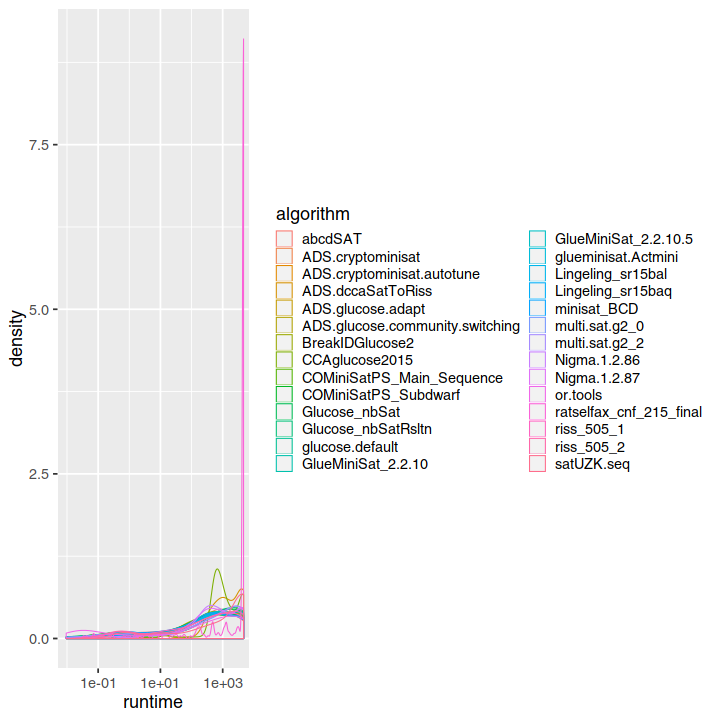 7.5
5.0
2.5
0.0
density
1e-01 1e+01 1e+03
runtime
algorithm
abcdSAT
ADS.cryptominisat
ADS.cryptominisat.autotune
ADS.dccaSatToRiss
ADS.glucose.adapt
ADS.glucose.community.switching
BreakIDGlucose2
CCAglucose2015
COMiniSatPS_Main_Sequence
COMiniSatPS_Subdwarf
Glucose_nbSat
Glucose_nbSatRsltn
glucose.default
GlueMiniSat_2.2.10
GlueMiniSat_2.2.10.5
glueminisat.Actmini
Lingeling_sr15bal
Lingeling_sr15baq
minisat_BCD
multi.sat.g2_0
multi.sat.g2_2
Nigma.1.2.86
Nigma.1.2.87
or.tools
ratselfax_cnf_215_final
riss_505_1
riss_505_2
satUZK.seq